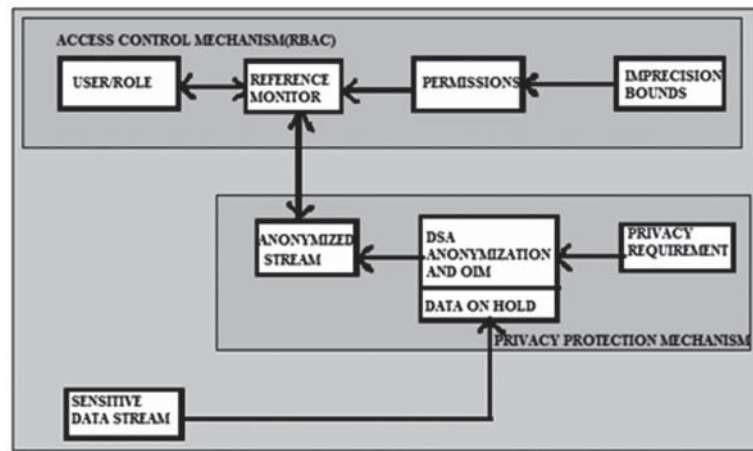 ACCESS CONTROL MECHANISM(RBAC)
USER/ROLE
REFERENCE
MONITOR
PERMISSIONS
IMPRECISION
BOUNDS
ANONYMIZED
STREAM
DSA
ANONYMIZATION
AND OIM
DATA ON HOLD
PRIVACY
REQUIREMENT
PRIVACY PROTECTION MECHANISM
SENSITIVE
DATA STREAM